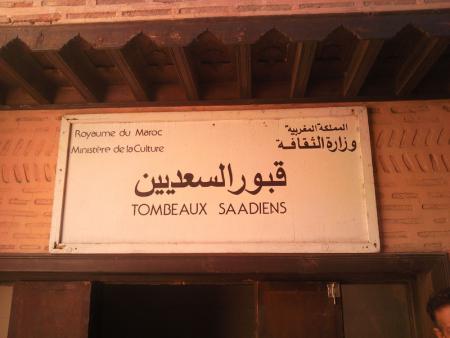 Royaume du Maroc
Ministère de la Culture
المملكة المغربية
وزارة الثقافة
قبور السعديين
TOMBEAUX SAADIENS